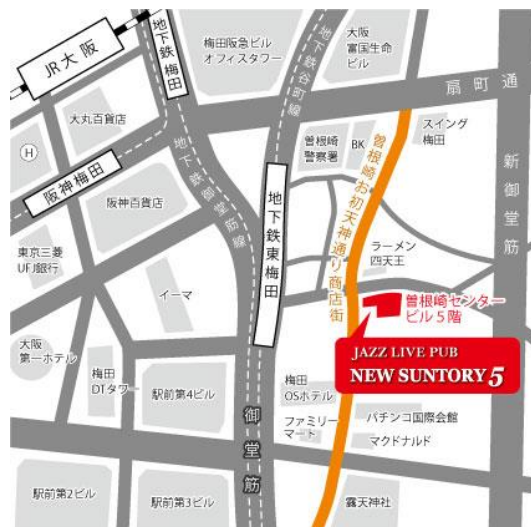 JR大阪
地下鉄梅田
梅田阪急ビル
オフィスタワー
地下鉄谷町線
大阪
富国生命
ビル
扇町通
大丸百貨店
H
阪神梅田
地下鉄御堂筋線
曽根崎
警察署
BK
スイング
梅田
新御堂筋
阪神百貨店
地下鉄東梅田
曽根崎お初天神通り商店街
東京三菱
UFJ銀行
イーマ
ラーメン
四天王
曽根崎センター
ビル5階
大阪
第一ホテル
JAZZ LIVE PUB
NEW SUNTORY 5
梅田
DTタワー
駅前第4ビル
御堂筋
梅田
OSホテル
ファミリー
マート
パチンコ国際会館
マクドナルド
駅前第2ビル
駅前第3ビル
露天神社